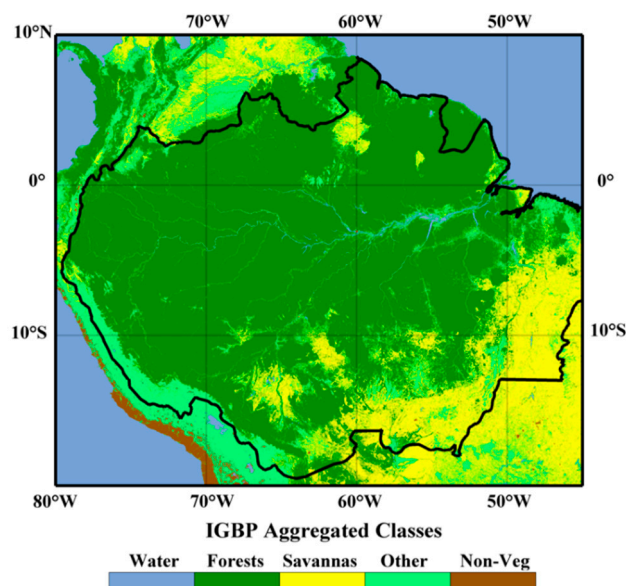 70°W 60°W 50°W
10°N
0° 0°
10°S 10°S
80°W 70°W 60°W 50°W
IGBP Aggregated Classes
Water Forests Savannas Other Non-Veg